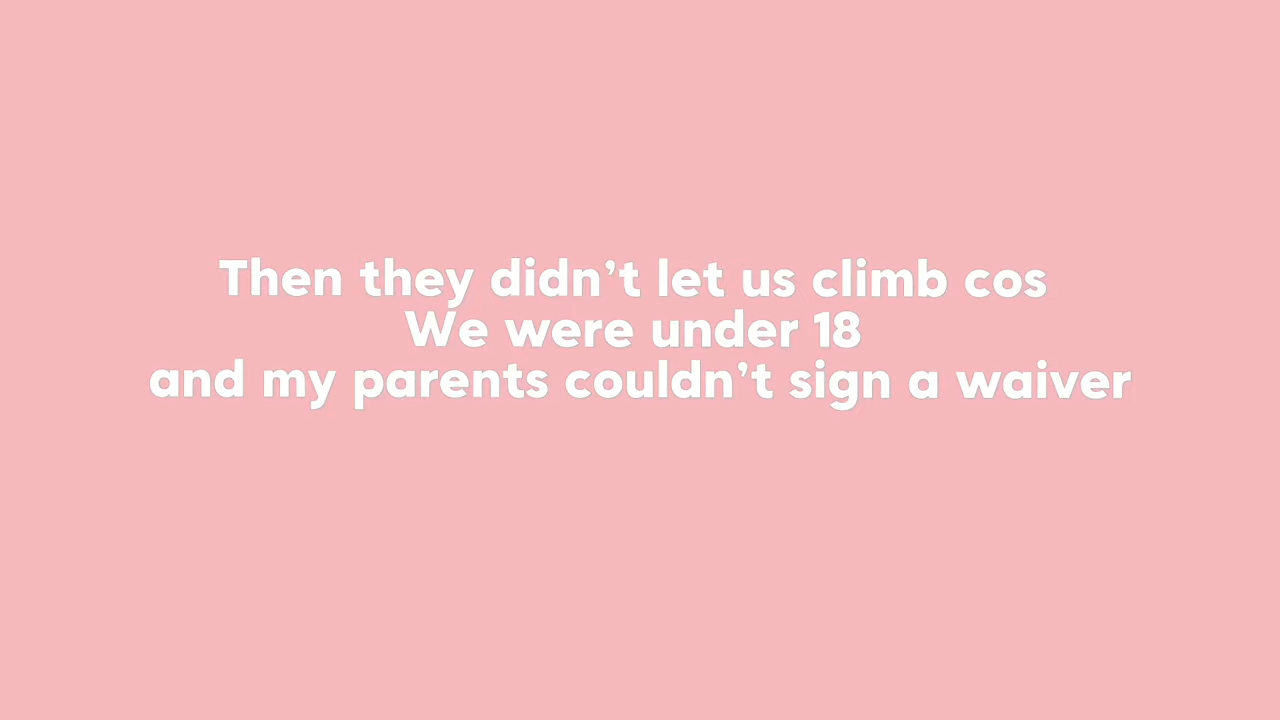 Then they didn’t let us climb cos
We were under 18
and my parents couldn’t sign a waiver